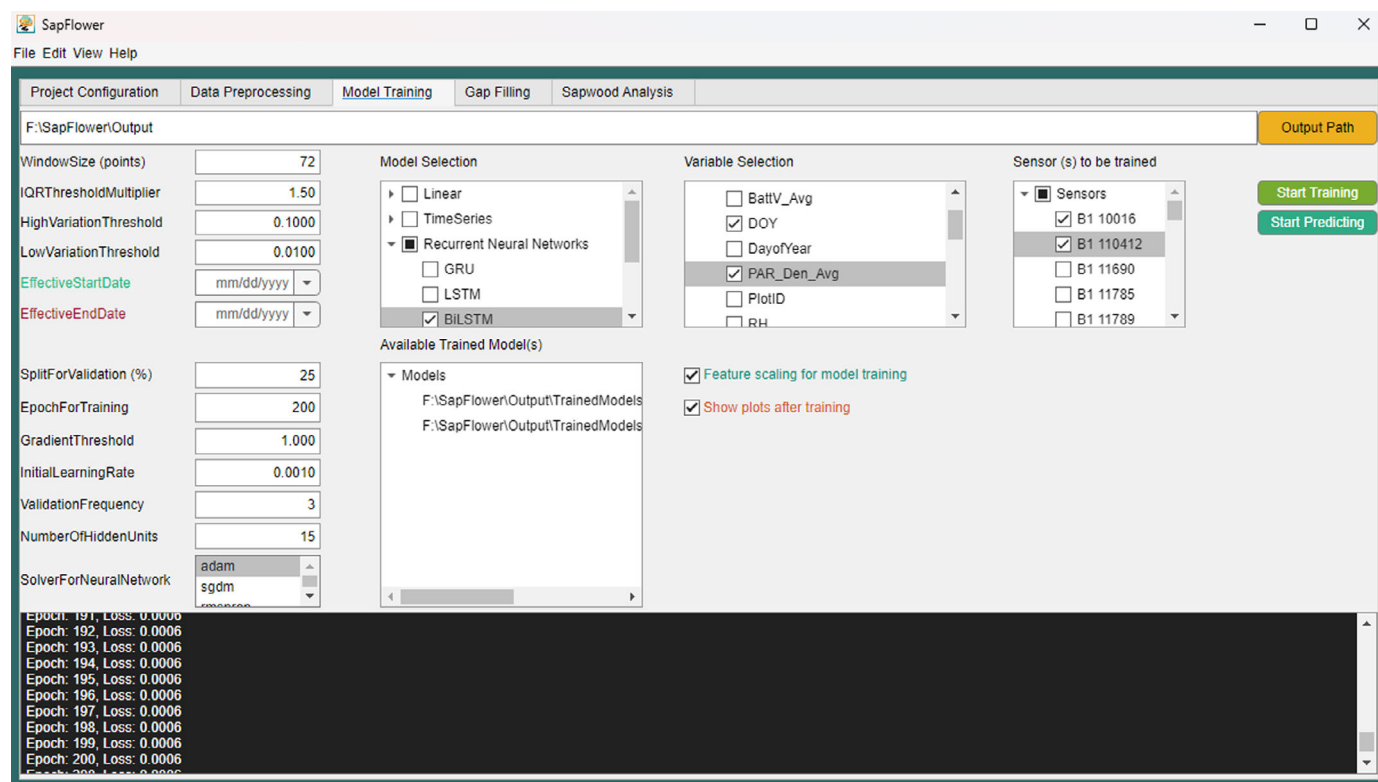 SapFlower
File Edit View Help
Project Configuration Data Preprocessing Model Training Gap Filling Sapwood Analysis
F:\SapFlower\Output Output Path
WindowSize (points) 72 Model Selection Variable Selection Sensor (s) to be trained
IQRThresholdMultiplier 1.50 Linear BattV_Avg Sensors Start Training
HighVariationThreshold 0.1000 TimeSeries DOY B1 10016 Start Predicting
LowVariationThreshold 0.0100 Recurrent Neural Networks DayofYear B1 110412
EffectiveStartDate mm/dd/yyyy GRU PAR_Den_Avg B1 11690
LSTM PlotID B1 11785
EffectiveEndDate mm/dd/yyyy BiLSTM RH B1 11789
Available Trained Model(s)
SplitForValidation (%) 25 Models Feature scaling for model training
EpochForTraining 200 F:\SapFlower\Output\TrainedModels Show plots after training
F:\SapFlower\Output\TrainedModels
GradientThreshold 1.000
InitialLearningRate 0.0010
ValidationFrequency 3
NumberOfHiddenUnits 15
SolverForNeuralNetwork adam
sgdm
Epoch: 191, Loss: 0.0006
Epoch: 192, Loss: 0.0006
Epoch: 193, Loss: 0.0006
Epoch: 194, Loss: 0.0006
Epoch: 195, Loss: 0.0006
Epoch: 196, Loss: 0.0006
Epoch: 197, Loss: 0.0006
Epoch: 198, Loss: 0.0006
Epoch: 199, Loss: 0.0006
Epoch: 200, Loss: 0.0006